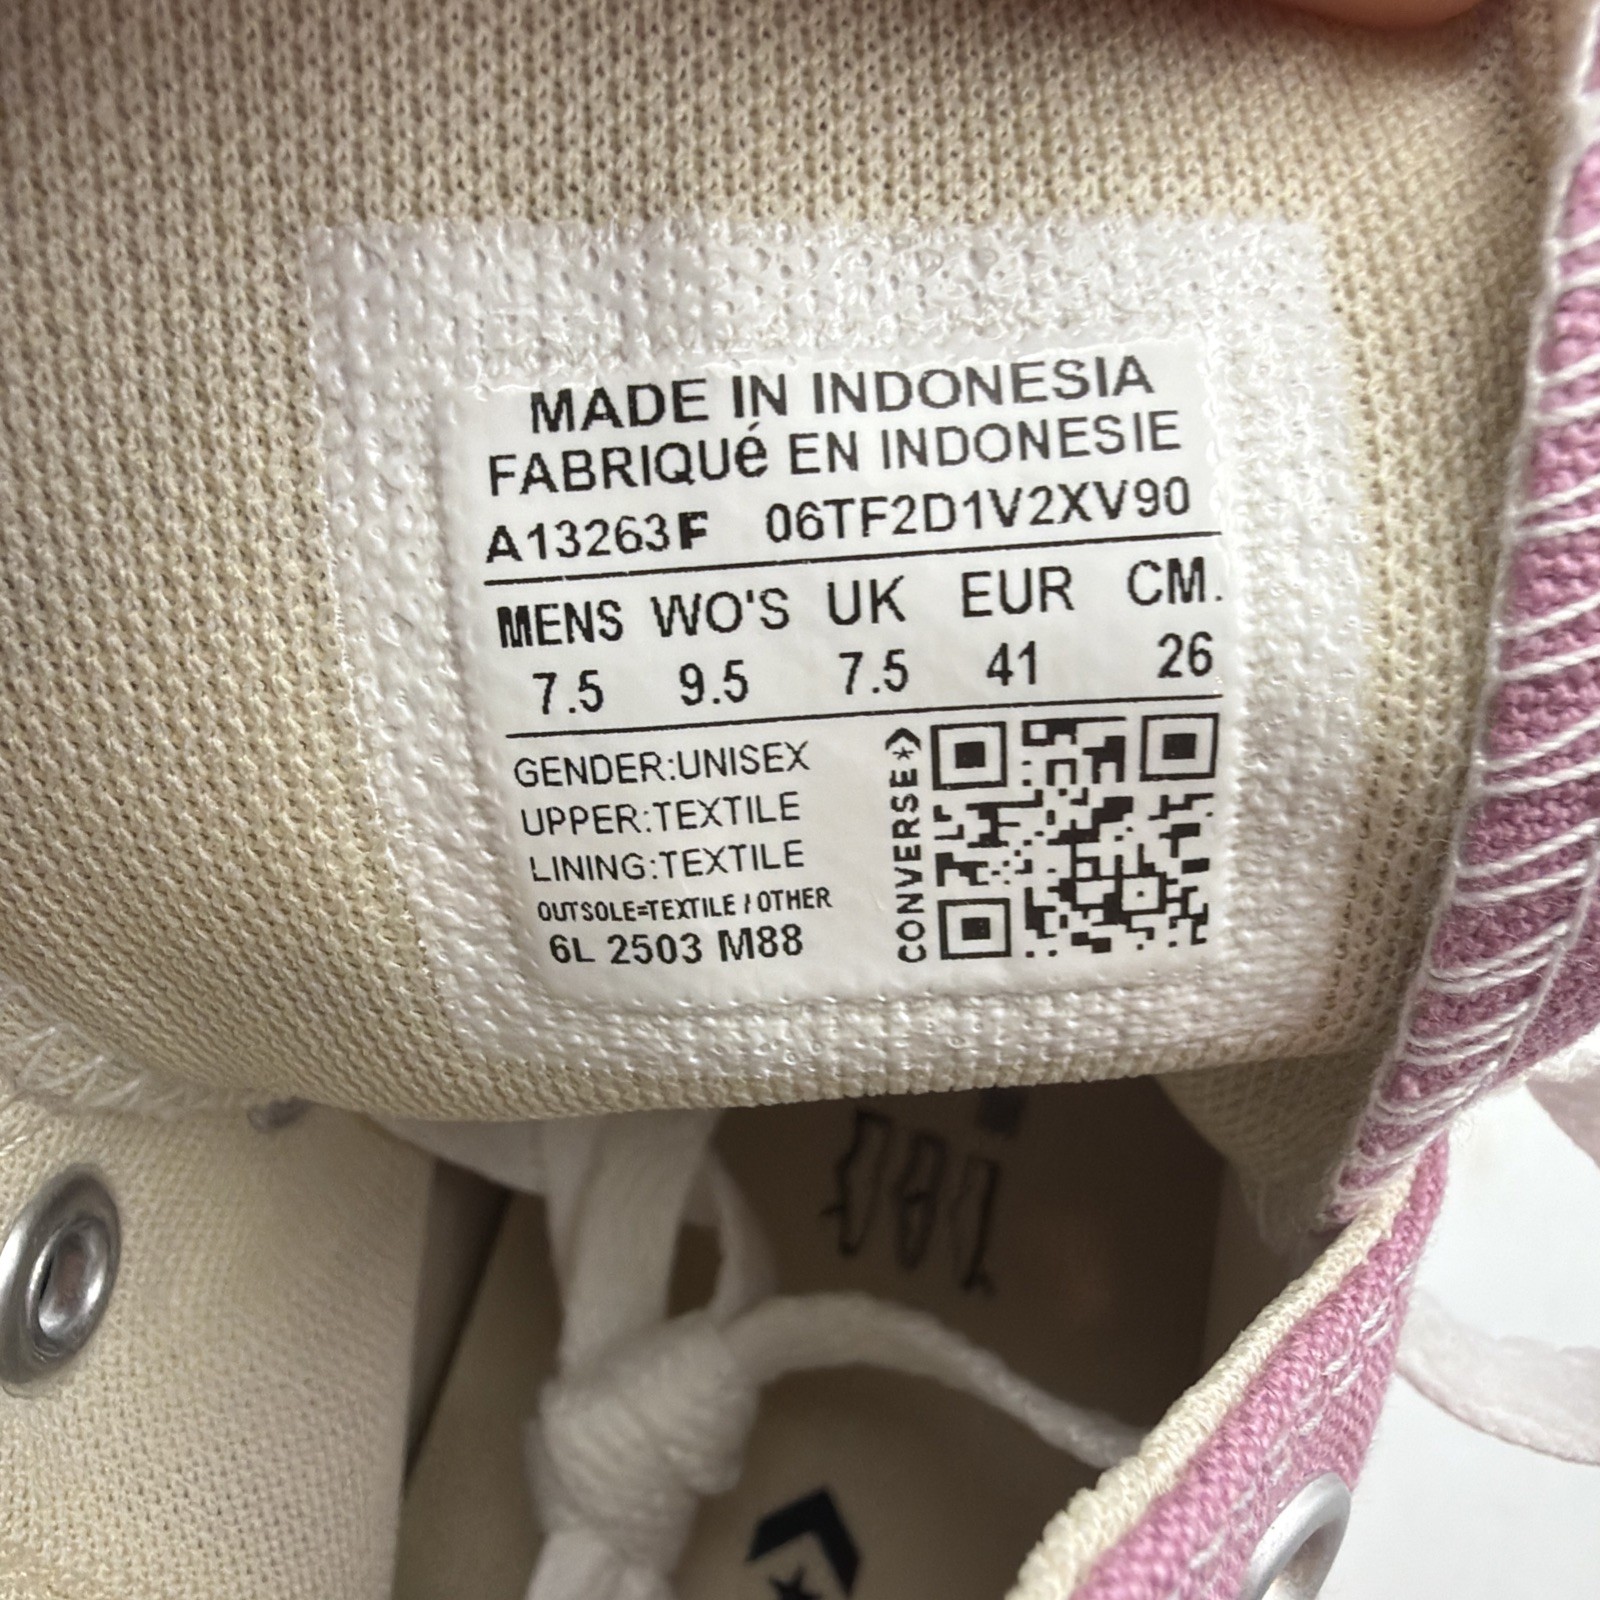 MADE IN INDONESIA
FABRIQUé EN INDONESIE
A13263F 06TF2D1V2XV90
MENS WO'S UK EUR CM.
7.5 9.5 7.5 41 26
GENDER:UNISEX
UPPER:TEXTILE
LINING:TEXTILE
OUTSOLE=TEXTILE / OTHER
6L 2503 M88
CONVERSE